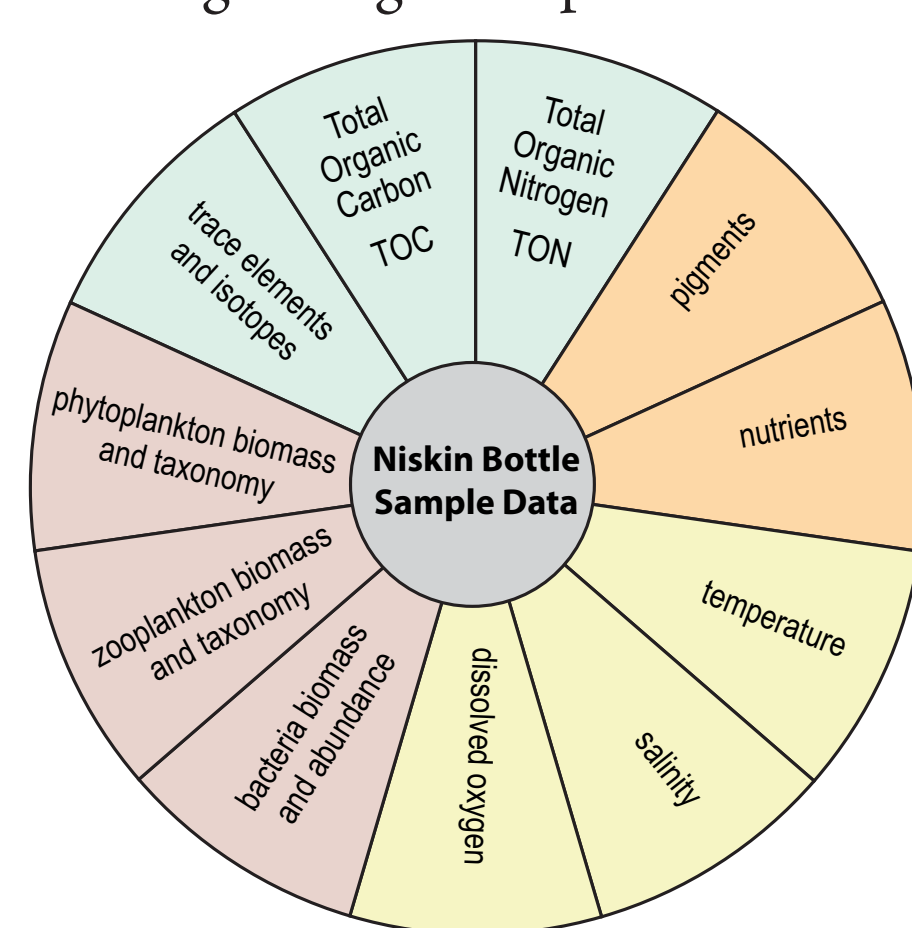 Total
Organic
Carbon
TOC
Total
Organic
Nitrogen
TON
pigments
nutrients
temperature
salinity
dissolved oxygen
bacteria biomass
and abundance
zooplankton biomass
and taxonomy
phytoplankton biomass
and taxonomy
trace elements
and isotopes
Niskin Bottle
Sample Data